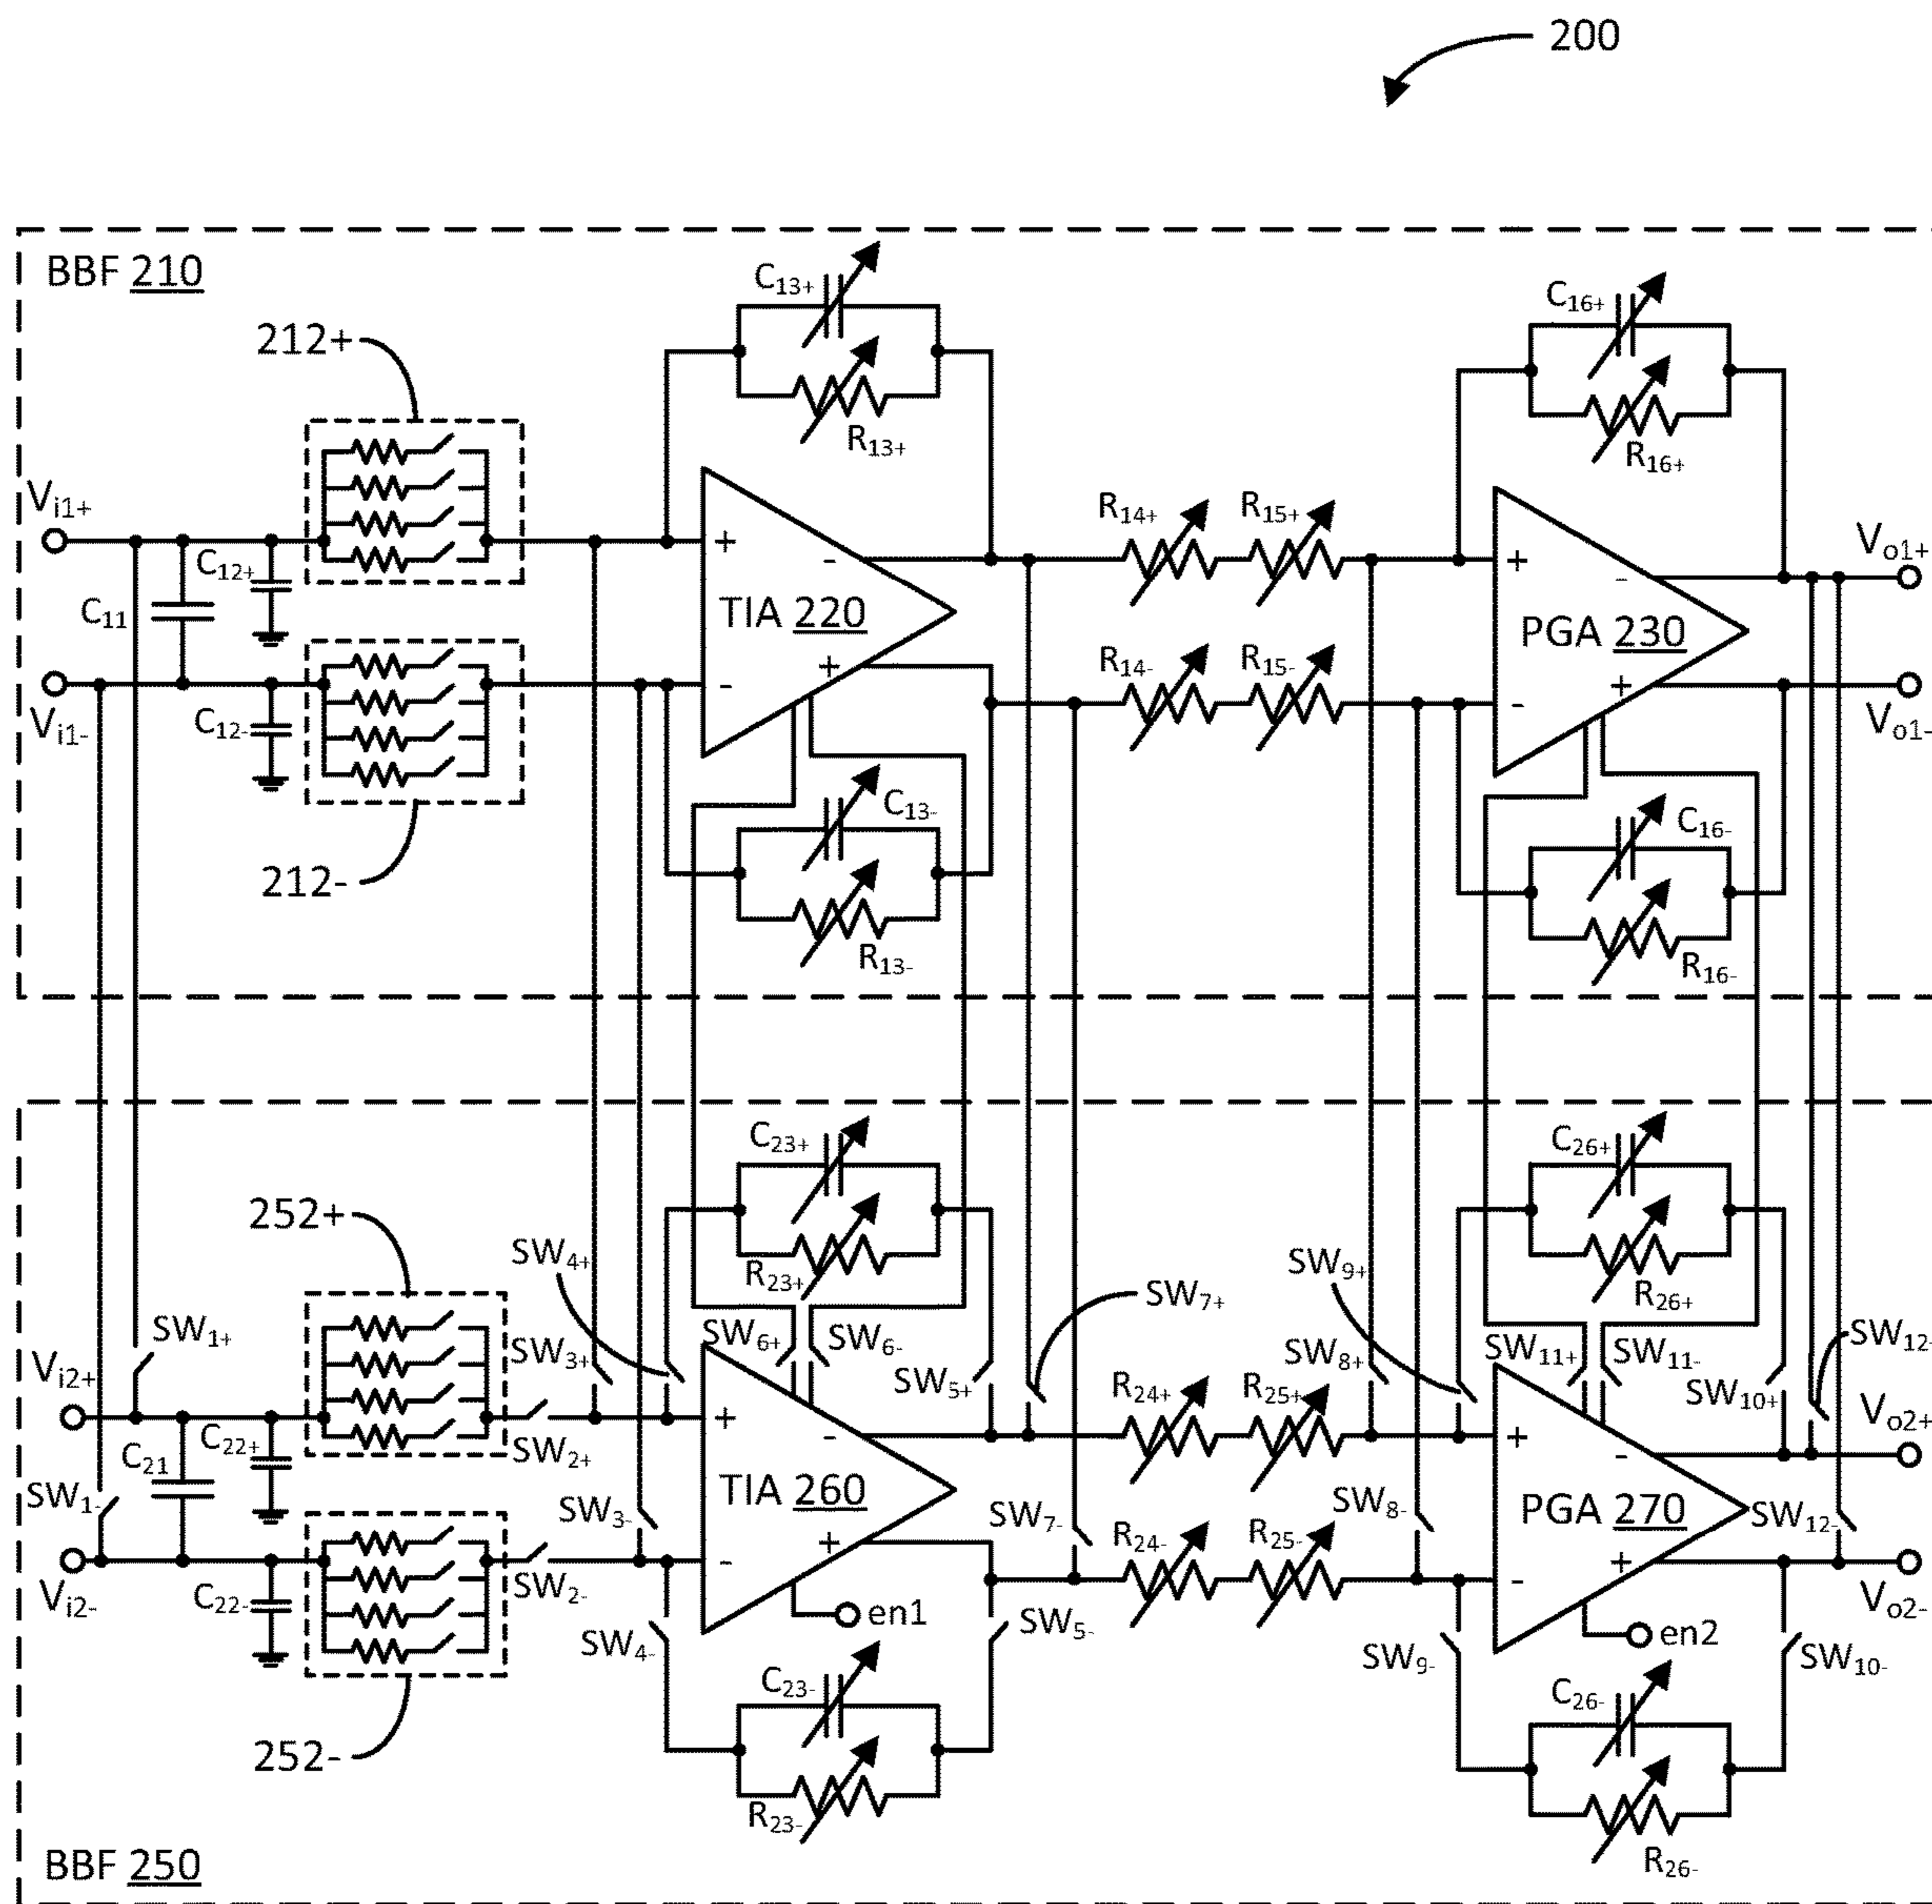 200
BBF 210
C13+
C16+
212+
R13+
R16+
Vi1+
C12+
R14+
R15+
Vo1+
+
-
+
-
C11
TIA 220
PGA 230
Vi1-
C12-
-
+
R14-
R15-
-
+
Vo1-
C13-
C16-
212-
R13-
R16-
C23+
C26+
252+
SW4+
R23+
SW9+
R26+
SW7+
SW1+
SW3+
SW6+
SW6-
SW8+
SW11+
SW11-
SW12-
Vi2+
SW5+
R24+
R25+
SW10+
Vo2+
C21
C22+
SW2+
+
-
+
-
SW1-
TIA 260
PGA 270
SW3-
SW7-
SW8-
SW12-
Vi2-
C22-
SW2-
-
+
R24-
R25-
-
+
Vo2-
SW4-
en1
SW5-
SW9-
en2
SW10-
C23-
C26-
252-
R23-
R26-
BBF 250